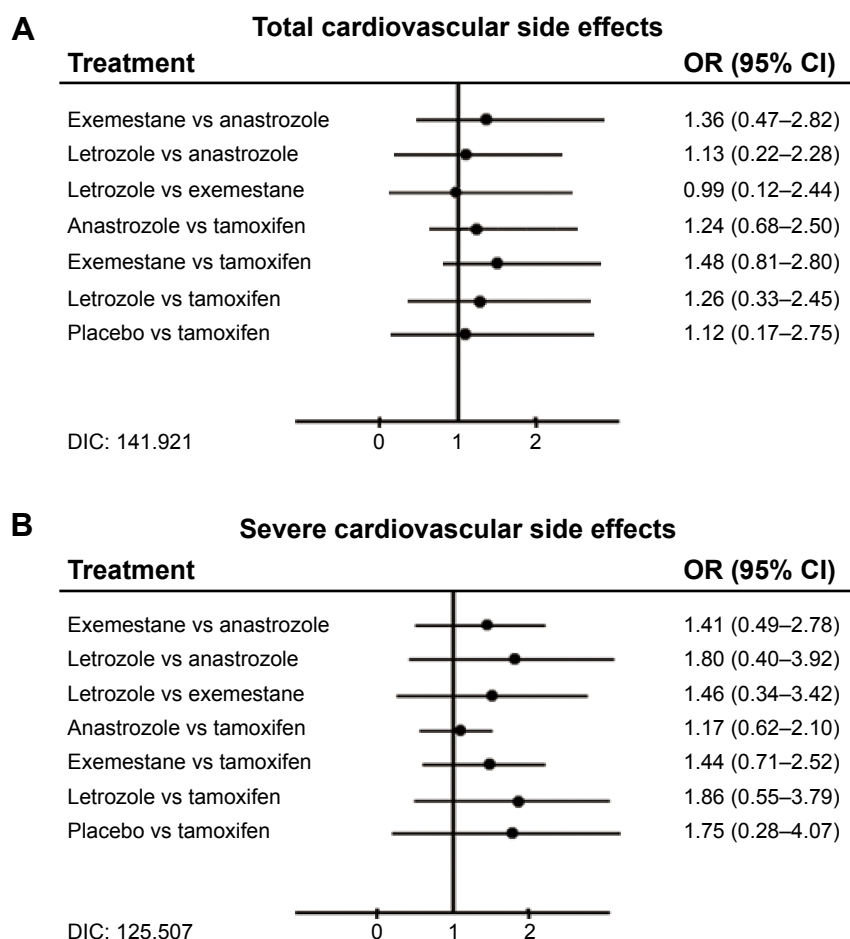 A
Total cardiovascular side effects
Treatment OR (95% CI)
Exemestane vs anastrozole 1.36 (0.47–2.82)
Letrozole vs anastrozole 1.13 (0.22–2.28)
Letrozole vs exemestane 0.99 (0.12–2.44)
Anastrozole vs tamoxifen 1.24 (0.68–2.50)
Exemestane vs tamoxifen 1.48 (0.81–2.80)
Letrozole vs tamoxifen 1.26 (0.33–2.45)
Placebo vs tamoxifen 1.12 (0.17–2.75)
DIC: 141.921 0 1 2
B
Severe cardiovascular side effects
Treatment OR (95% CI)
Exemestane vs anastrozole 1.41 (0.49–2.78)
Letrozole vs anastrozole 1.80 (0.40–3.92)
Letrozole vs exemestane 1.46 (0.34–3.42)
Anastrozole vs tamoxifen 1.17 (0.62–2.10)
Exemestane vs tamoxifen 1.44 (0.71–2.52)
Letrozole vs tamoxifen 1.86 (0.55–3.79)
Placebo vs tamoxifen 1.75 (0.28–4.07)
DIC: 125.507 0 1 2